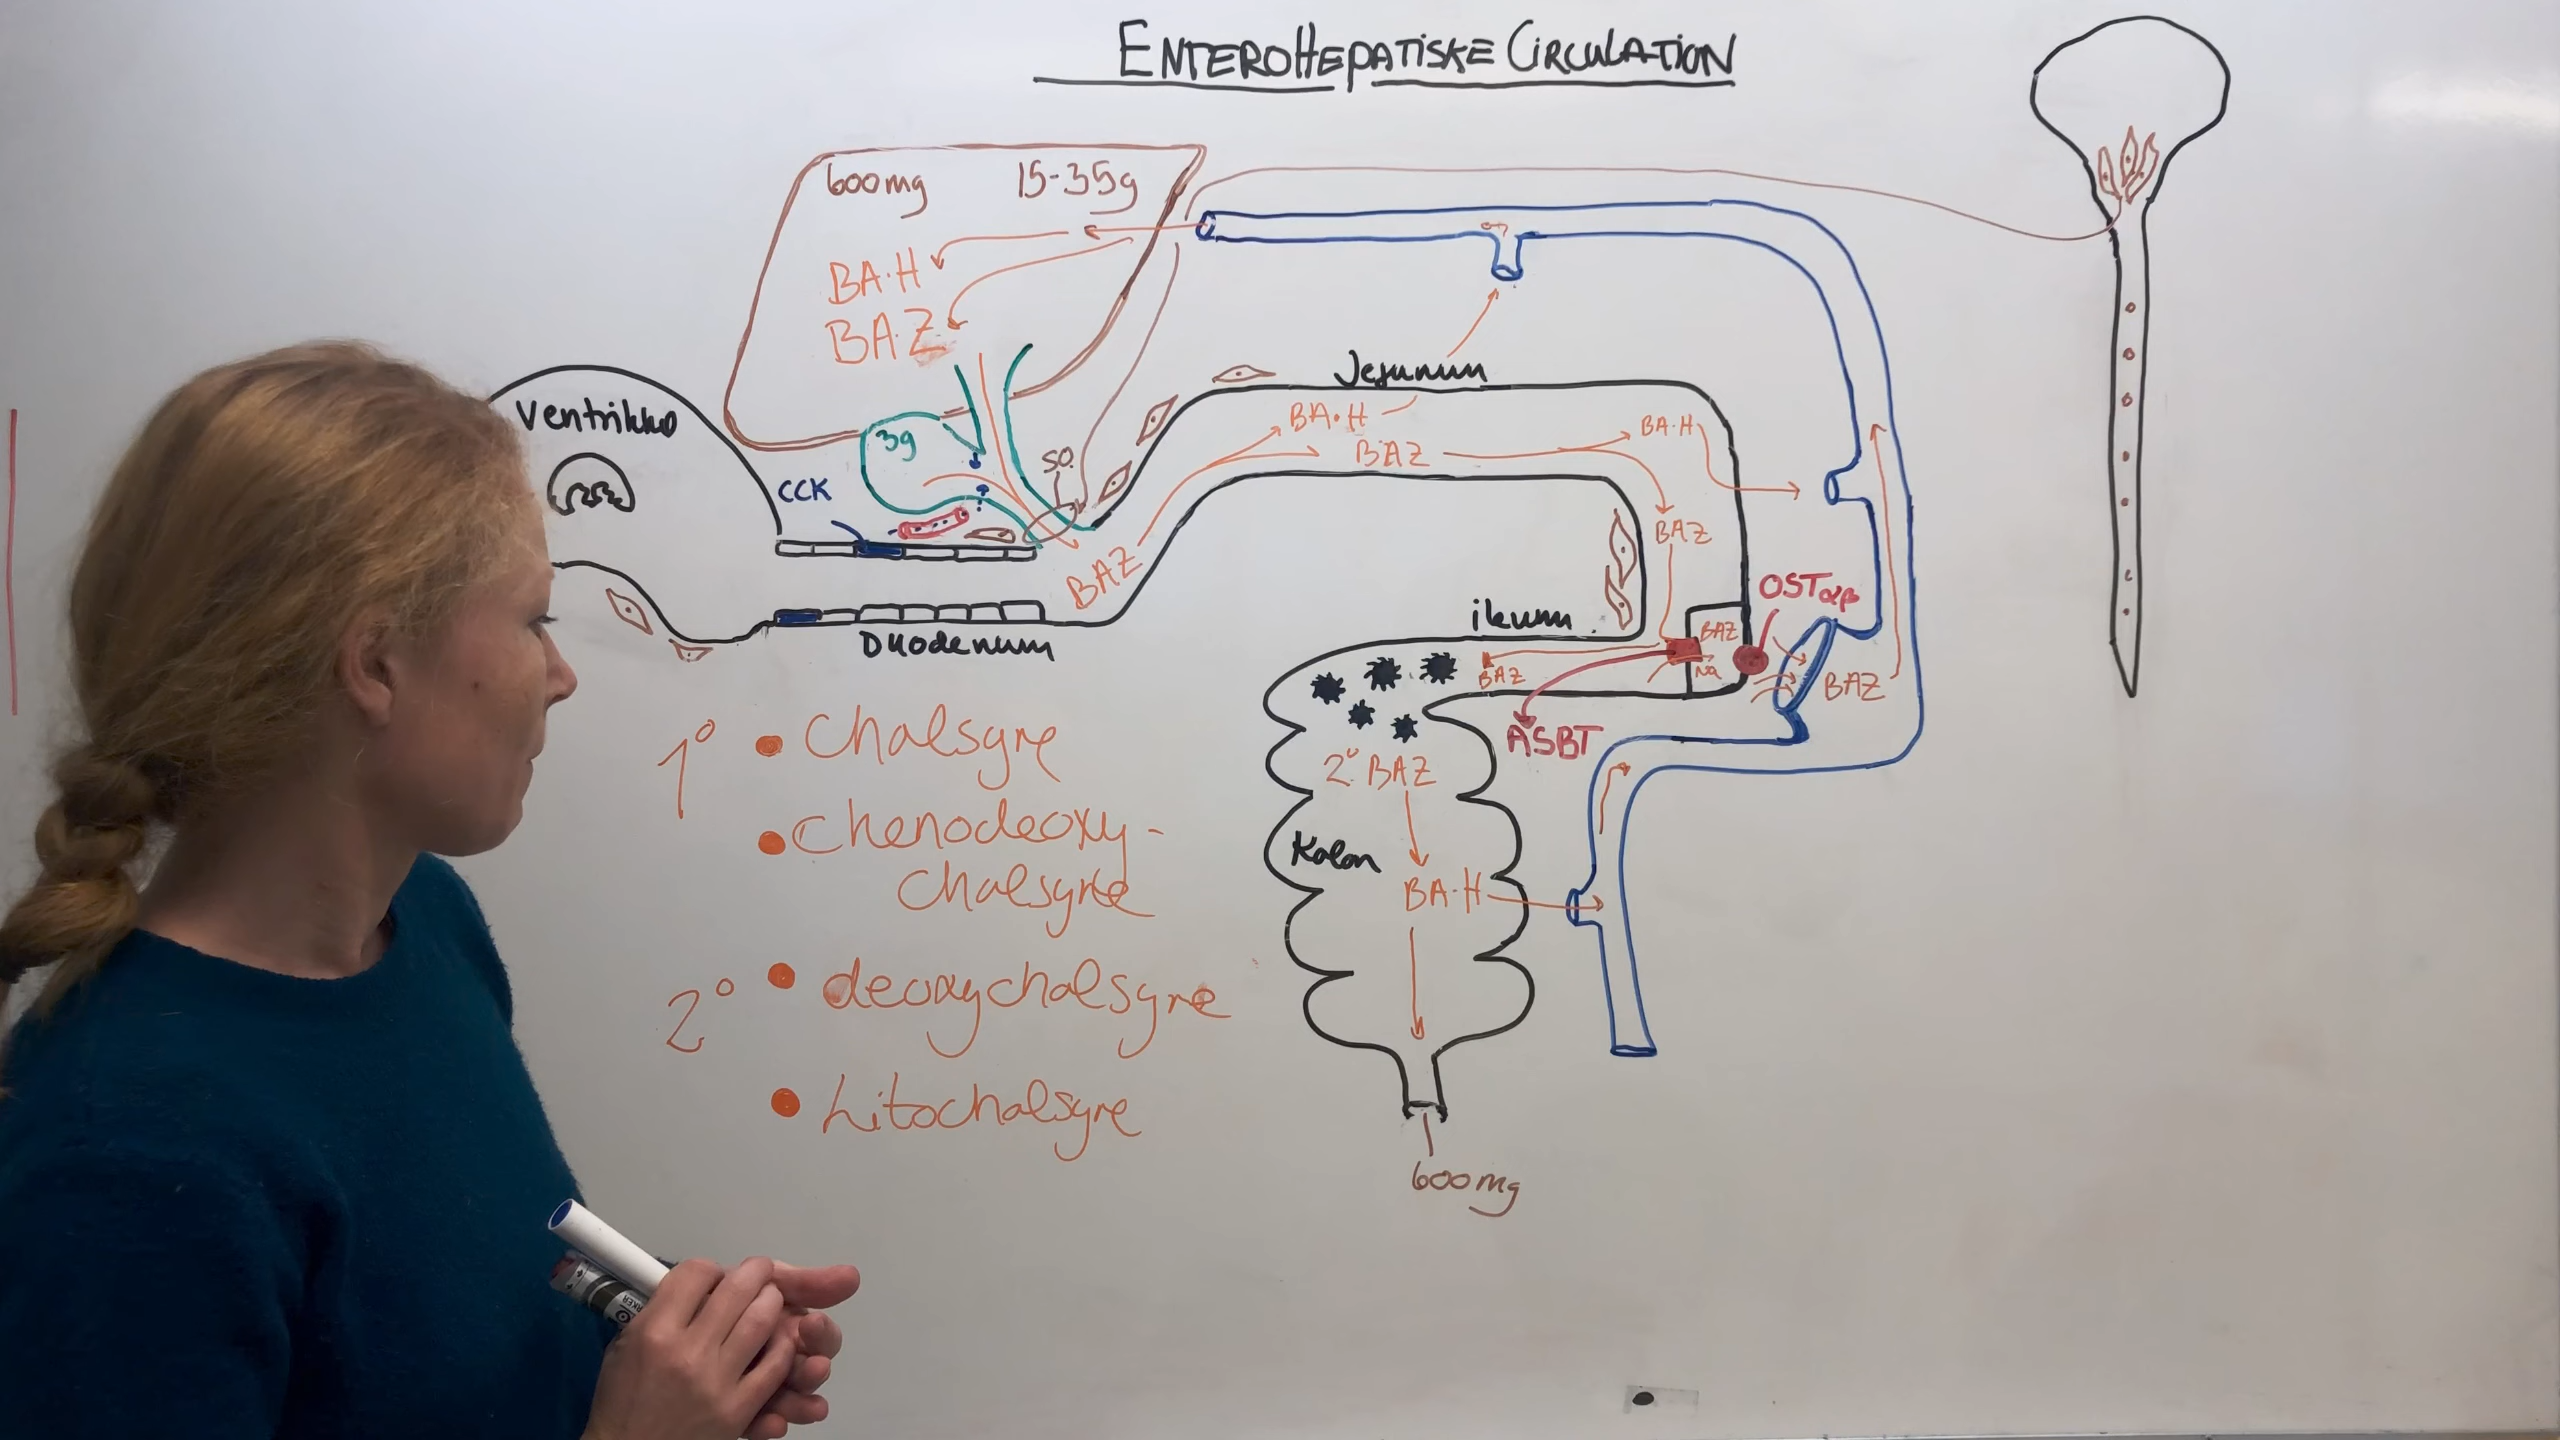 ENTEROHEPATISKE CIRCULATION
600mg 15-35g
BA·H
BA·Z
Ventrikkel
3g
CCK
SO.
Jejunum
BA·H
BAZ
BA·H
BAZ
BAZ
Duodenum
ileum
OSTαβ
BAZ
Na
BAZ
BAZ
ASBT
1° • Cholsyre
• Chenodeoxy-
Cholsyre
2° • deoxycholsyre
• Litocholsyre
2° BAZ
Kolon
BA·H
600mg